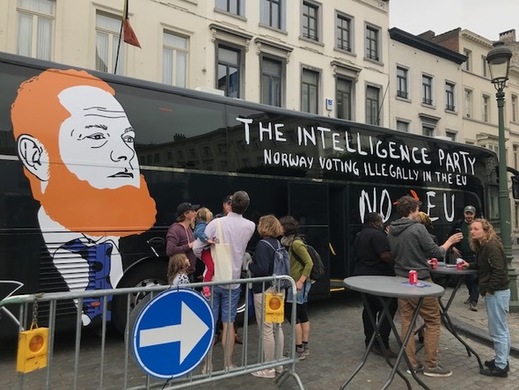 THE INTELLIGENCE PARTY
NORWAY VOTING ILLEGALLY IN THE EU
NO EU